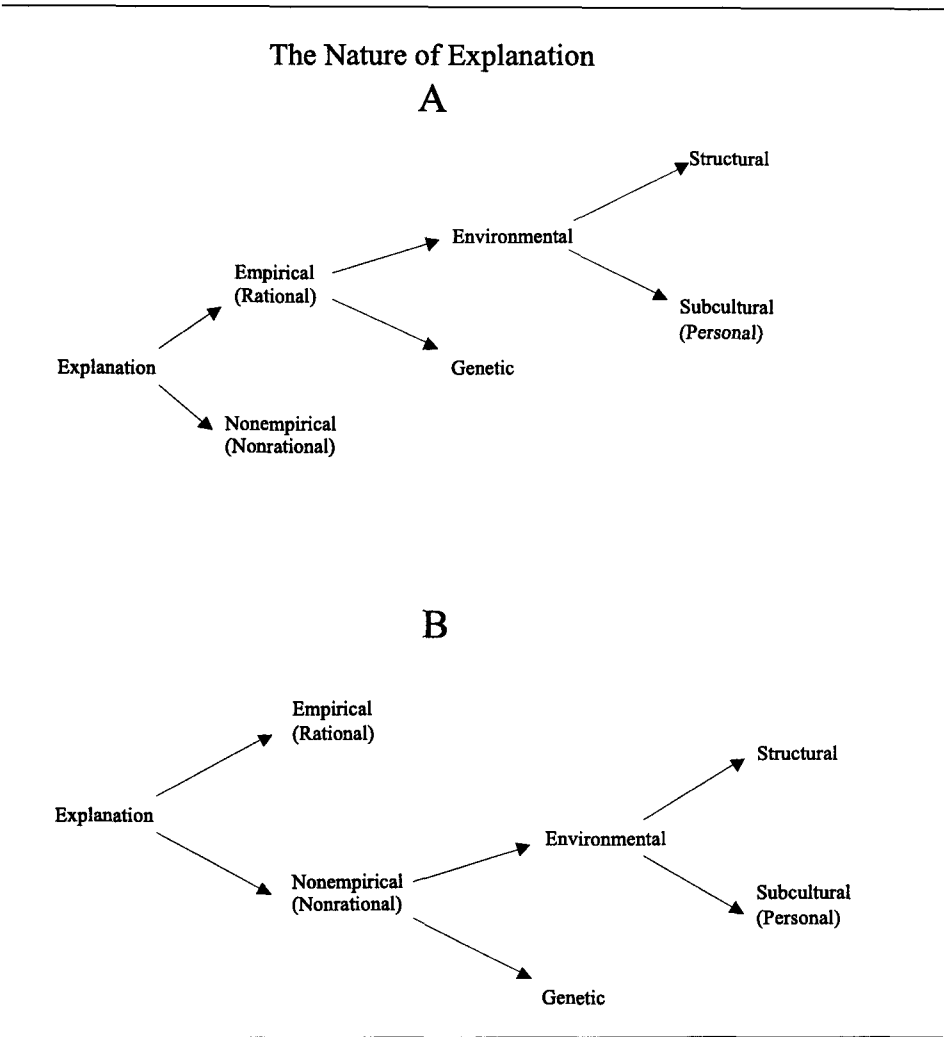 The Nature of Explanation
A
Structural
Environmental
Empirical
(Rational)
Subcultural
(Personal)
Explanation
Genetic
Nonempirical
(Nonrational)
B
Empirical
(Rational)
Structural
Explanation
Environmental
Nonempirical
(Nonrational)
Subcultural
(Personal)
Genetic